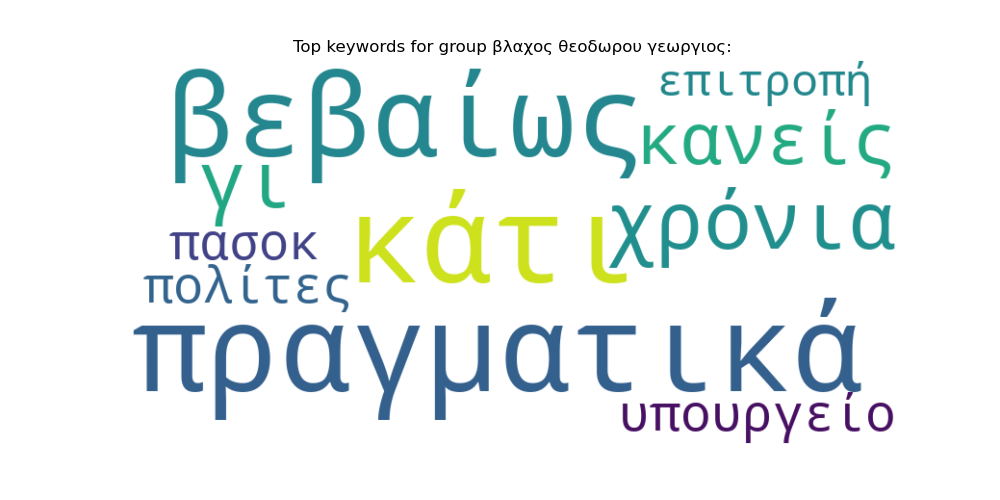 Top keywords for group βλαχος θεοδωρου γεωργιος:
βεβαίως
επιτροπή
κανείς
γι
κάτι
χρόνια
πασοκ
πολίτες
πραγματικά
υπουργείο